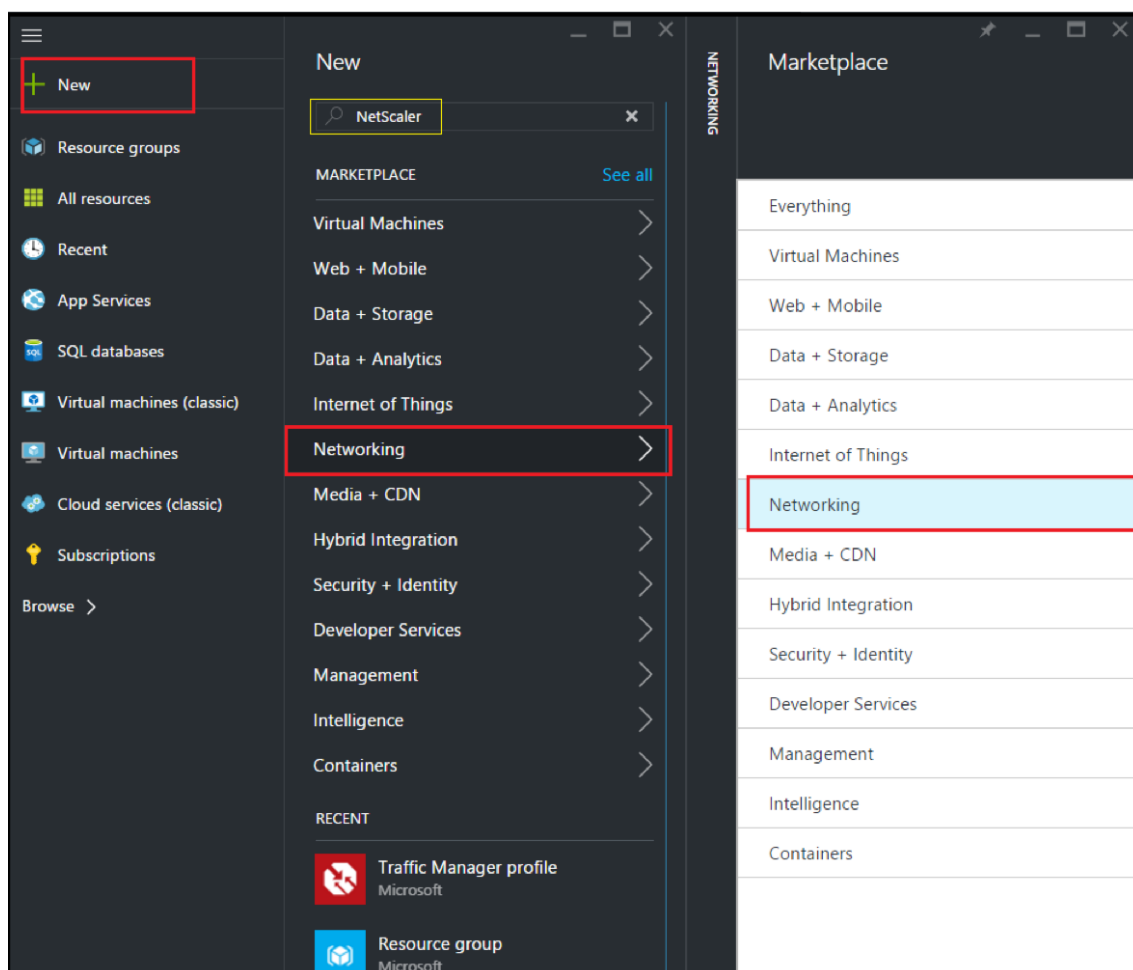 New
Resource groups
All resources
Recent
App Services
SQL databases
Virtual machines (classic)
Virtual machines
Cloud services (classic)
Subscriptions
Browse
New
NetScaler
MARKETPLACE See all
Virtual Machines
Web + Mobile
Data + Storage
Data + Analytics
Internet of Things
Networking
Media + CDN
Hybrid Integration
Security + Identity
Developer Services
Management
Intelligence
Containers
RECENT
Traffic Manager profile
Microsoft
Resource group
Microsoft
NETWORKING
Marketplace
Everything
Virtual Machines
Web + Mobile
Data + Storage
Data + Analytics
Internet of Things
Networking
Media + CDN
Hybrid Integration
Security + Identity
Developer Services
Management
Intelligence
Containers